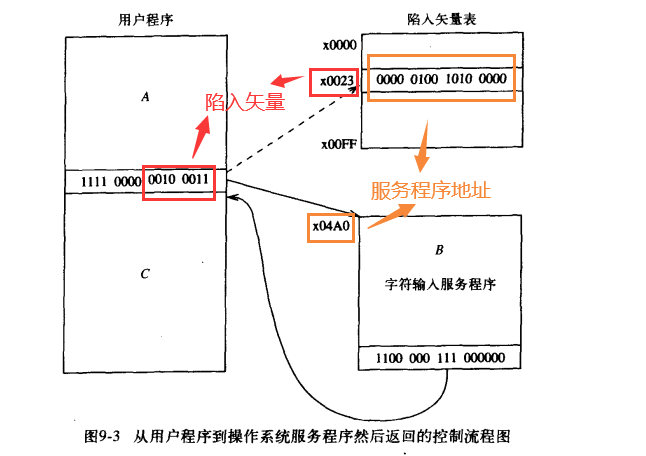 用户程序
陷入矢量表
x0000
x0023
0000 0100 1010 0000
A
陷入矢量
x00FF
1111 0000 0010 0011
服务程序地址
x04A0
B
C
字符输入服务程序
1100 000 111 000000
图9-3 从用户程序到操作系统服务程序然后返回的控制流程图